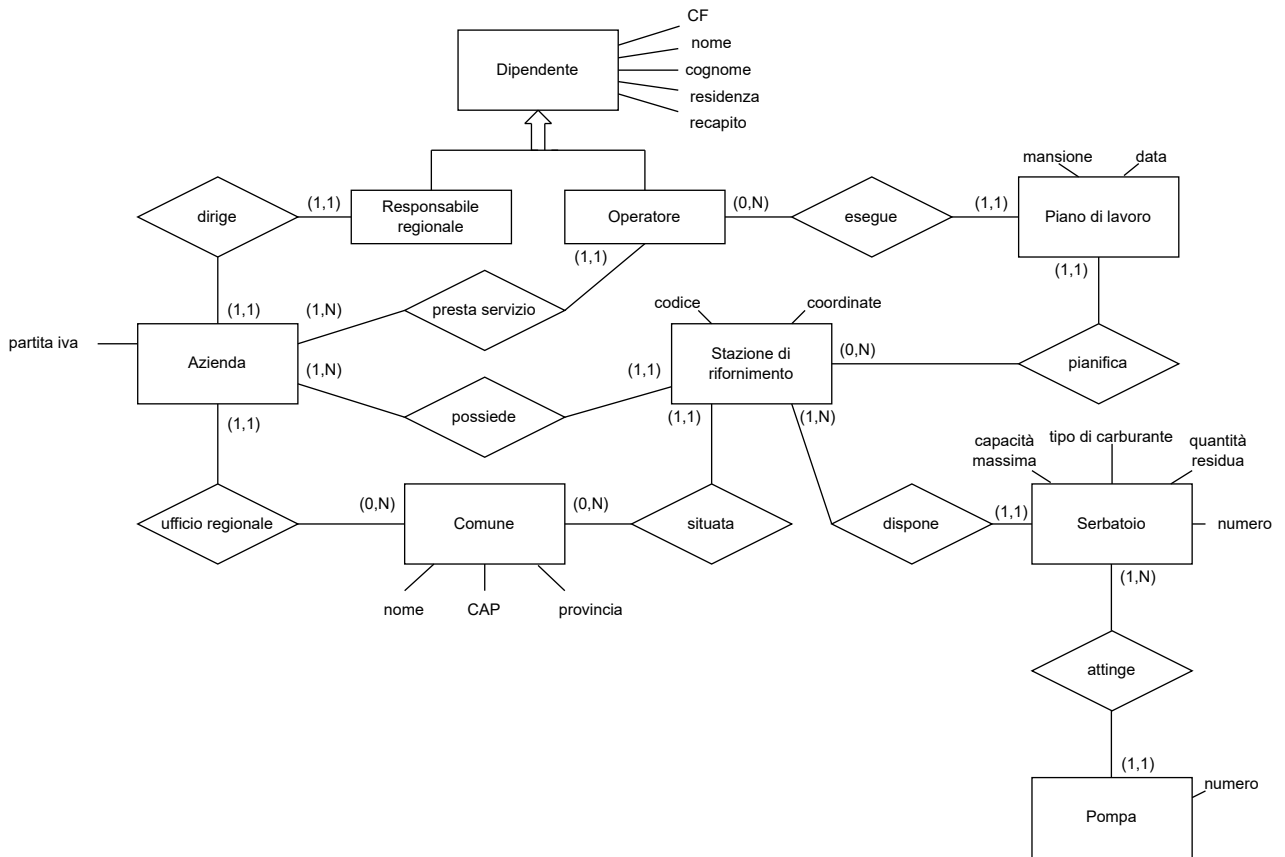 CF
nome
Dipendente
cognome
residenza
recapito
mansione
data
dirige
(1,1)
Responsabile
regionale
Operatore
(0,N)
esegue
(1,1)
Piano di lavoro
(1,1)
(1,1)
codice
coordinate
(1,1)
(1,N)
presta servizio
partita iva
Azienda
Stazione di
rifornimento
(0,N)
pianifica
(1,N)
(1,1)
possiede
(1,1)
(1,1)
(1,N)
capacità
massima
tipo di carburante
quantità
residua
ufficio regionale
(0,N)
Comune
(0,N)
situata
dispone
(1,1)
Serbatoio
numero
nome
CAP
provincia
(1,N)
attinge
(1,1)
numero
Pompa